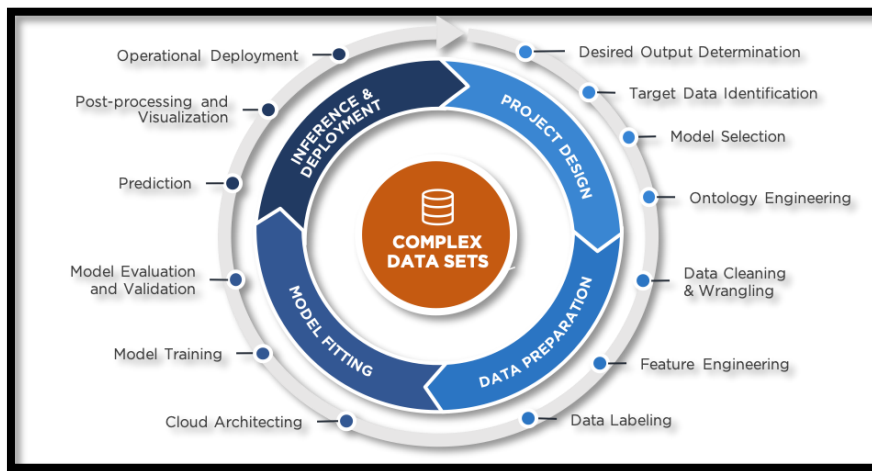 Operational Deployment
Post-processing and
Visualization
Prediction
Model Evaluation
and Validation
Model Training
Cloud Architecting
INFERENCE &
DEPLOYMENT
PROJECT DESIGN
DATA PREPARATION
MODEL FITTING
COMPLEX
DATA SETS
Desired Output Determination
Target Data Identification
Model Selection
Ontology Engineering
Data Cleaning
& Wrangling
Feature Engineering
Data Labeling